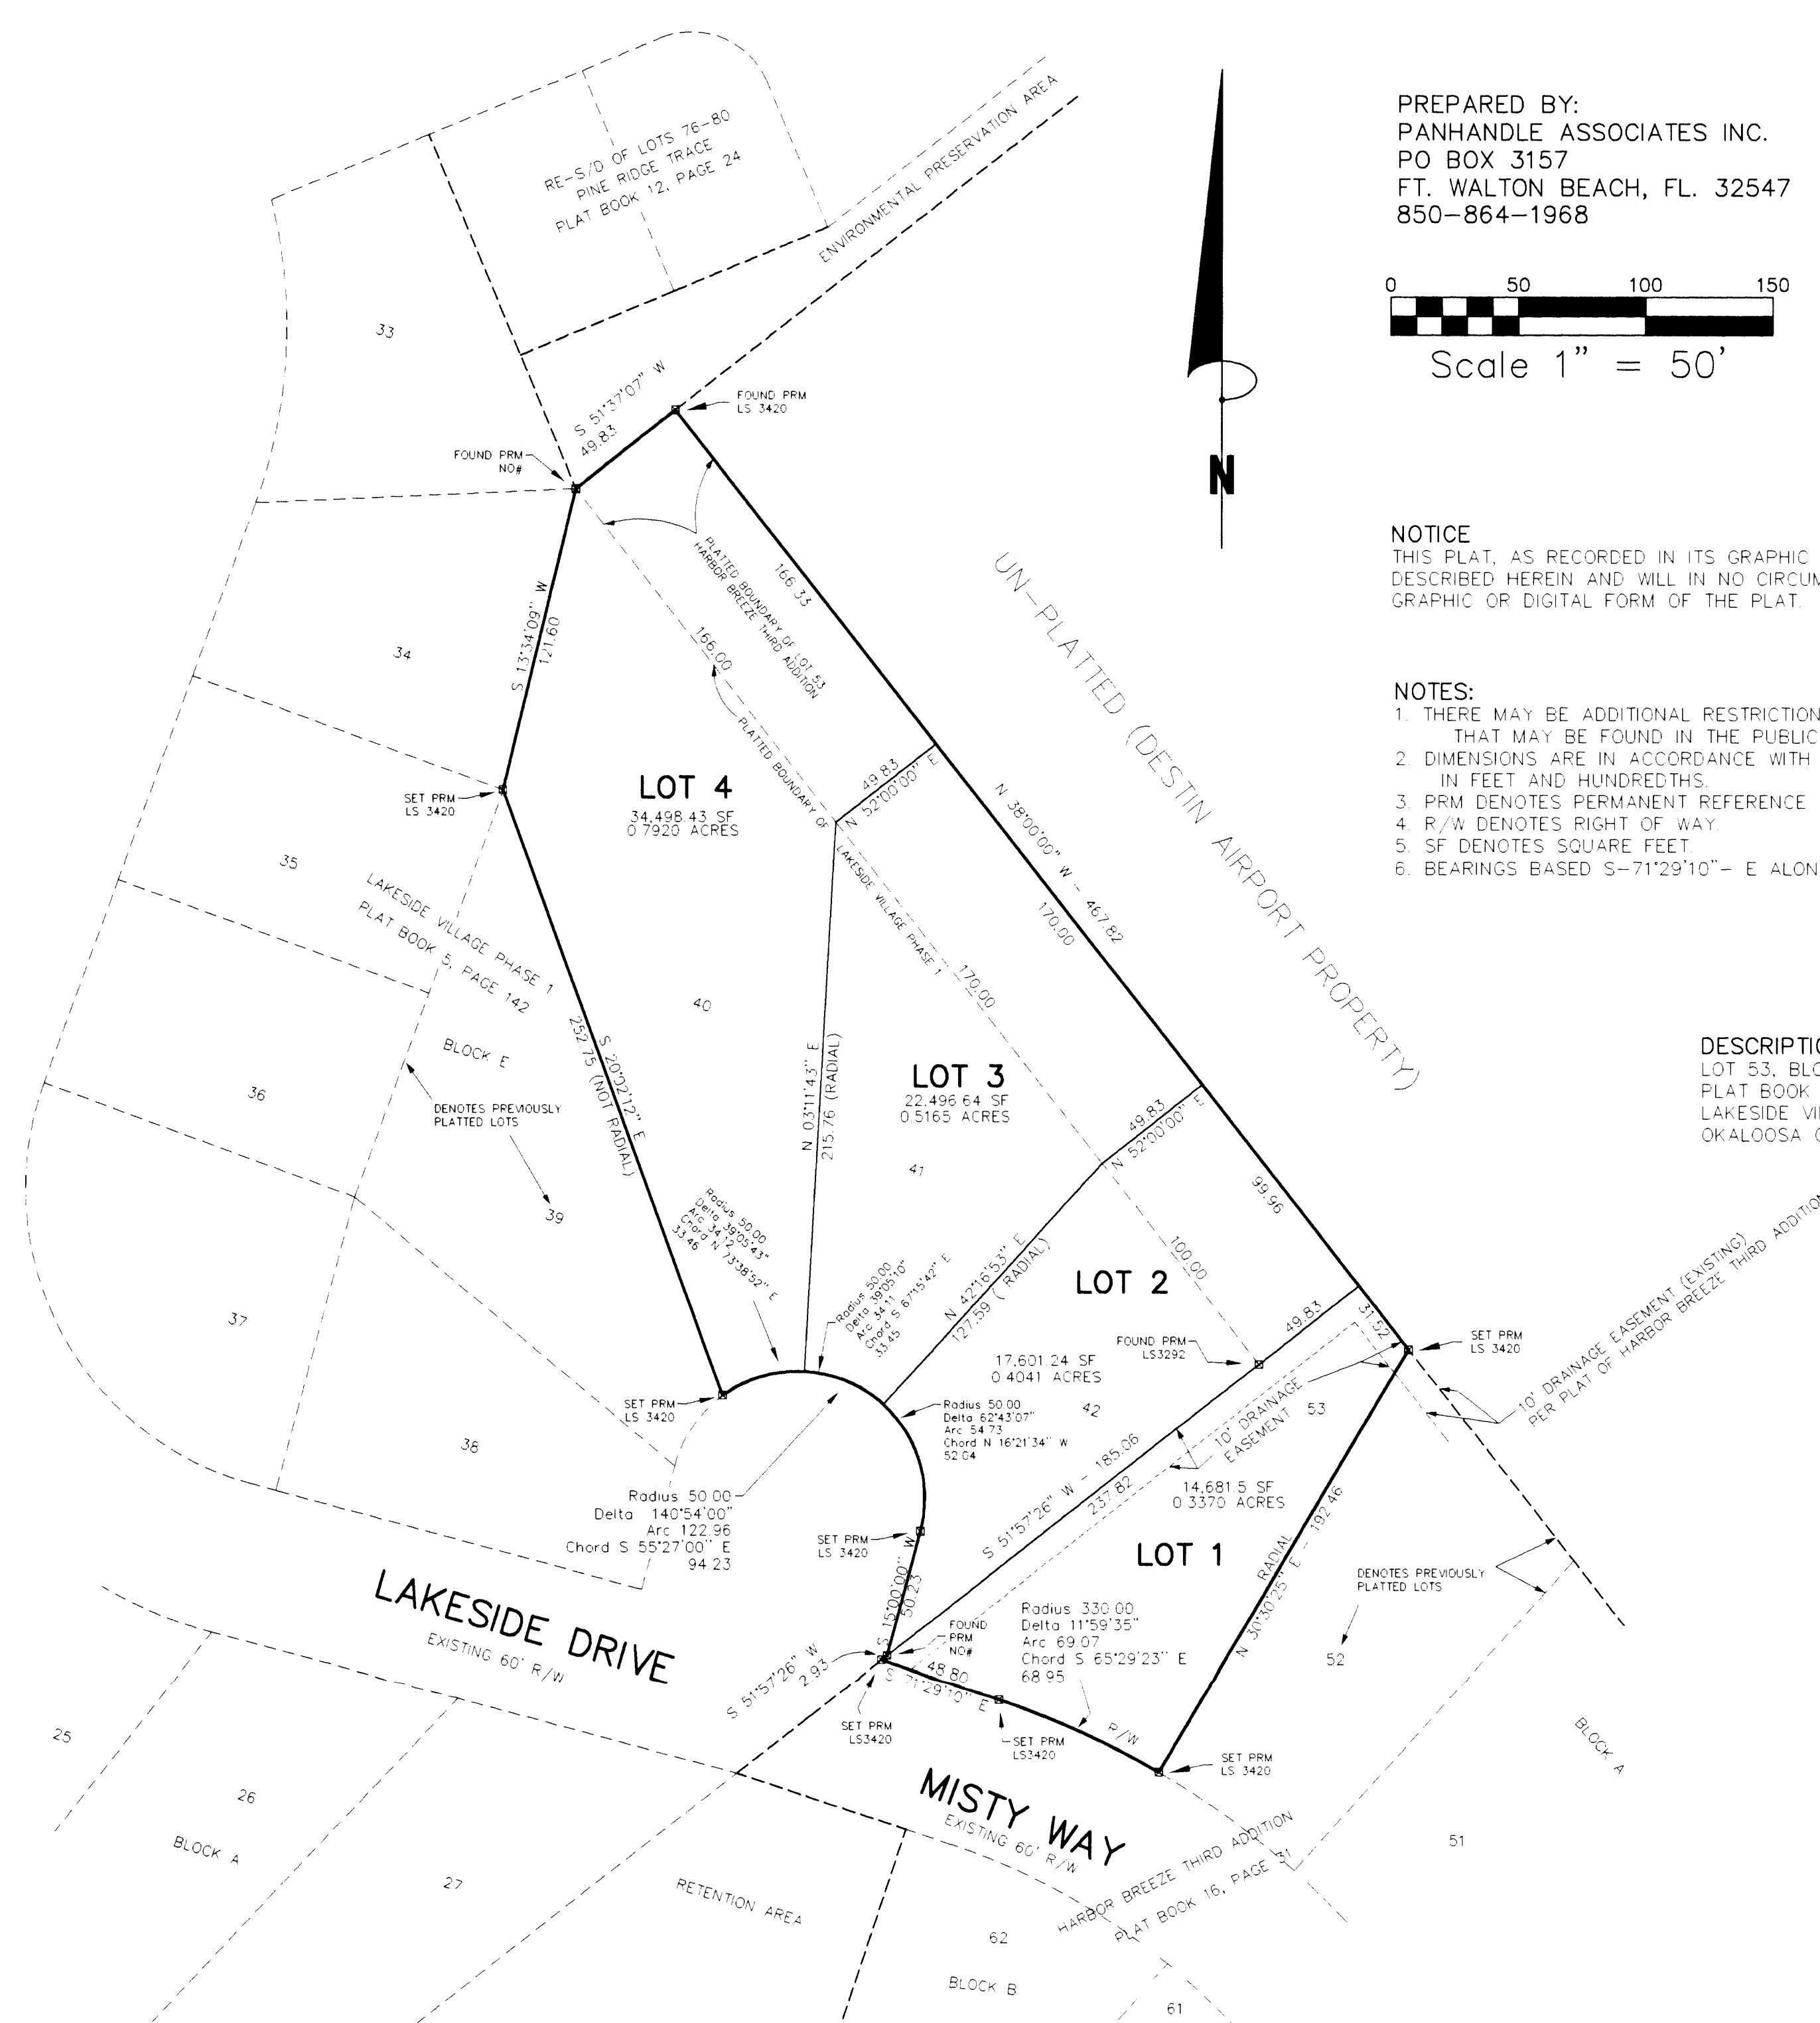 PREPARED BY:
PANHANDLE ASSOCIATES INC.
PO BOX 3157
FT. WALTON BEACH, FL. 32547
850-864-1968
0 50 100 150
Scale 1" = 50'
N
NOTICE
THIS PLAT, AS RECORDED IN ITS GRAPHIC
DESCRIBED HEREIN AND WILL IN NO CIRCUM
GRAPHIC OR DIGITAL FORM OF THE PLAT.
NOTES:
1. THERE MAY BE ADDITIONAL RESTRICTION
THAT MAY BE FOUND IN THE PUBLIC
2. DIMENSIONS ARE IN ACCORDANCE WITH
IN FEET AND HUNDREDTHS.
3. PRM DENOTES PERMANENT REFERENCE
4. R/W DENOTES RIGHT OF WAY.
5. SF DENOTES SQUARE FEET.
6. BEARINGS BASED S-71°29'10"- E ALON
DESCRIPTIO
LOT 53, BLO
PLAT BOOK
LAKESIDE VI
OKALOOSA C
RE-S/D OF LOTS 76-80
PINE RIDGE TRACE
PLAT BOOK 12, PAGE 24
ENVIRONMENTAL PRESERVATION AREA
33
S 51°37'07" W
49.83
FOUND PRM
LS 3420
FOUND PRM
NO#
PLATTED BOUNDARY OF LOT 53
HARBOR BREEZE THIRD ADDITION
166.33
166.00
UN-PLATTED (DESTIN AIRPORT PROPERTY)
S 13°34'09" W
121.60
34
PLATTED BOUNDARY OF
LAKESIDE VILLAGE PHASE 1
49.83
N 52°00'00" E
SET PRM
LS 3420
LOT 4
34,498.43 SF
0.7920 ACRES
N 38°00'00" W - 467.82
170.00
35
LAKESIDE VILLAGE PHASE 1
PLAT BOOK 5, PAGE 142
BLOCK E
40
170.00
S 20°02'12" E
252.75 (NOT RADIAL)
N 03°11'43" E
215.76 (RADIAL)
LOT 3
22,496.64 SF
0.5165 ACRES
41
36
DENOTES PREVIOUSLY
PLATTED LOTS
39
49.83
N 52°00'00" E
99.96
Radius 50.00
Delta 39°05'43"
Arc 34.12
Chord N 73°38'52" E
33.46
Radius 50.00
Delta 39°05'10"
Arc 34.11
Chord S 67°15'42" E
33.45
N 42°16'53" E
127.59 ( RADIAL)
100.00
LOT 2
17,601.24 SF
0.4041 ACRES
42
FOUND PRM
LS3292
49.83
31.52
SET PRM
LS 3420
10' DRAINAGE EASEMENT (EXISTING)
PER PLAT OF HARBOR BREEZE THIRD ADDITION
37
38
SET PRM
LS 3420
Radius 50.00
Delta 62°43'07"
Arc 54.73
Chord N 16°21'34" W
52.04
10' DRAINAGE
EASEMENT
53
Radius 50.00
Delta 140°54'00"
Arc 122.96
Chord S 55°27'00" E
94.23
S 51°57'26" W - 185.06
237.82
14,681.5 SF
0.3370 ACRES
SET PRM
LS 3420
S 15°00'00" W
50.23
LOT 1
RADIAL
N 30°30'25" E - 192.46
DENOTES PREVIOUSLY
PLATTED LOTS
52
LAKESIDE DRIVE
EXISTING 60' R/W
S 51°57'26" W
2.93
FOUND
PRM
NO#
Radius 330.00
Delta 11°59'35"
Arc 69.07
Chord S 65°29'23" E
68.95
48.80
S 71°29'10" E
R/W
SET PRM
LS3420
SET PRM
LS3420
SET PRM
LS 3420
MISTY WAY
EXISTING 60' R/W
BLOCK A
25
26
BLOCK A
27
RETENTION AREA
HARBOR BREEZE THIRD ADDITION
PLAT BOOK 16, PAGE 31
51
62
BLOCK B
61